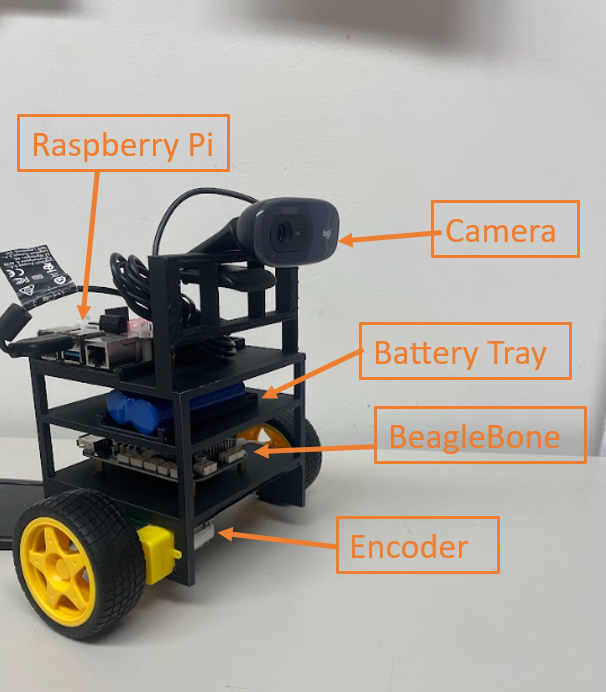 Raspberry Pi
Camera
Battery Tray
BeagleBone
Encoder